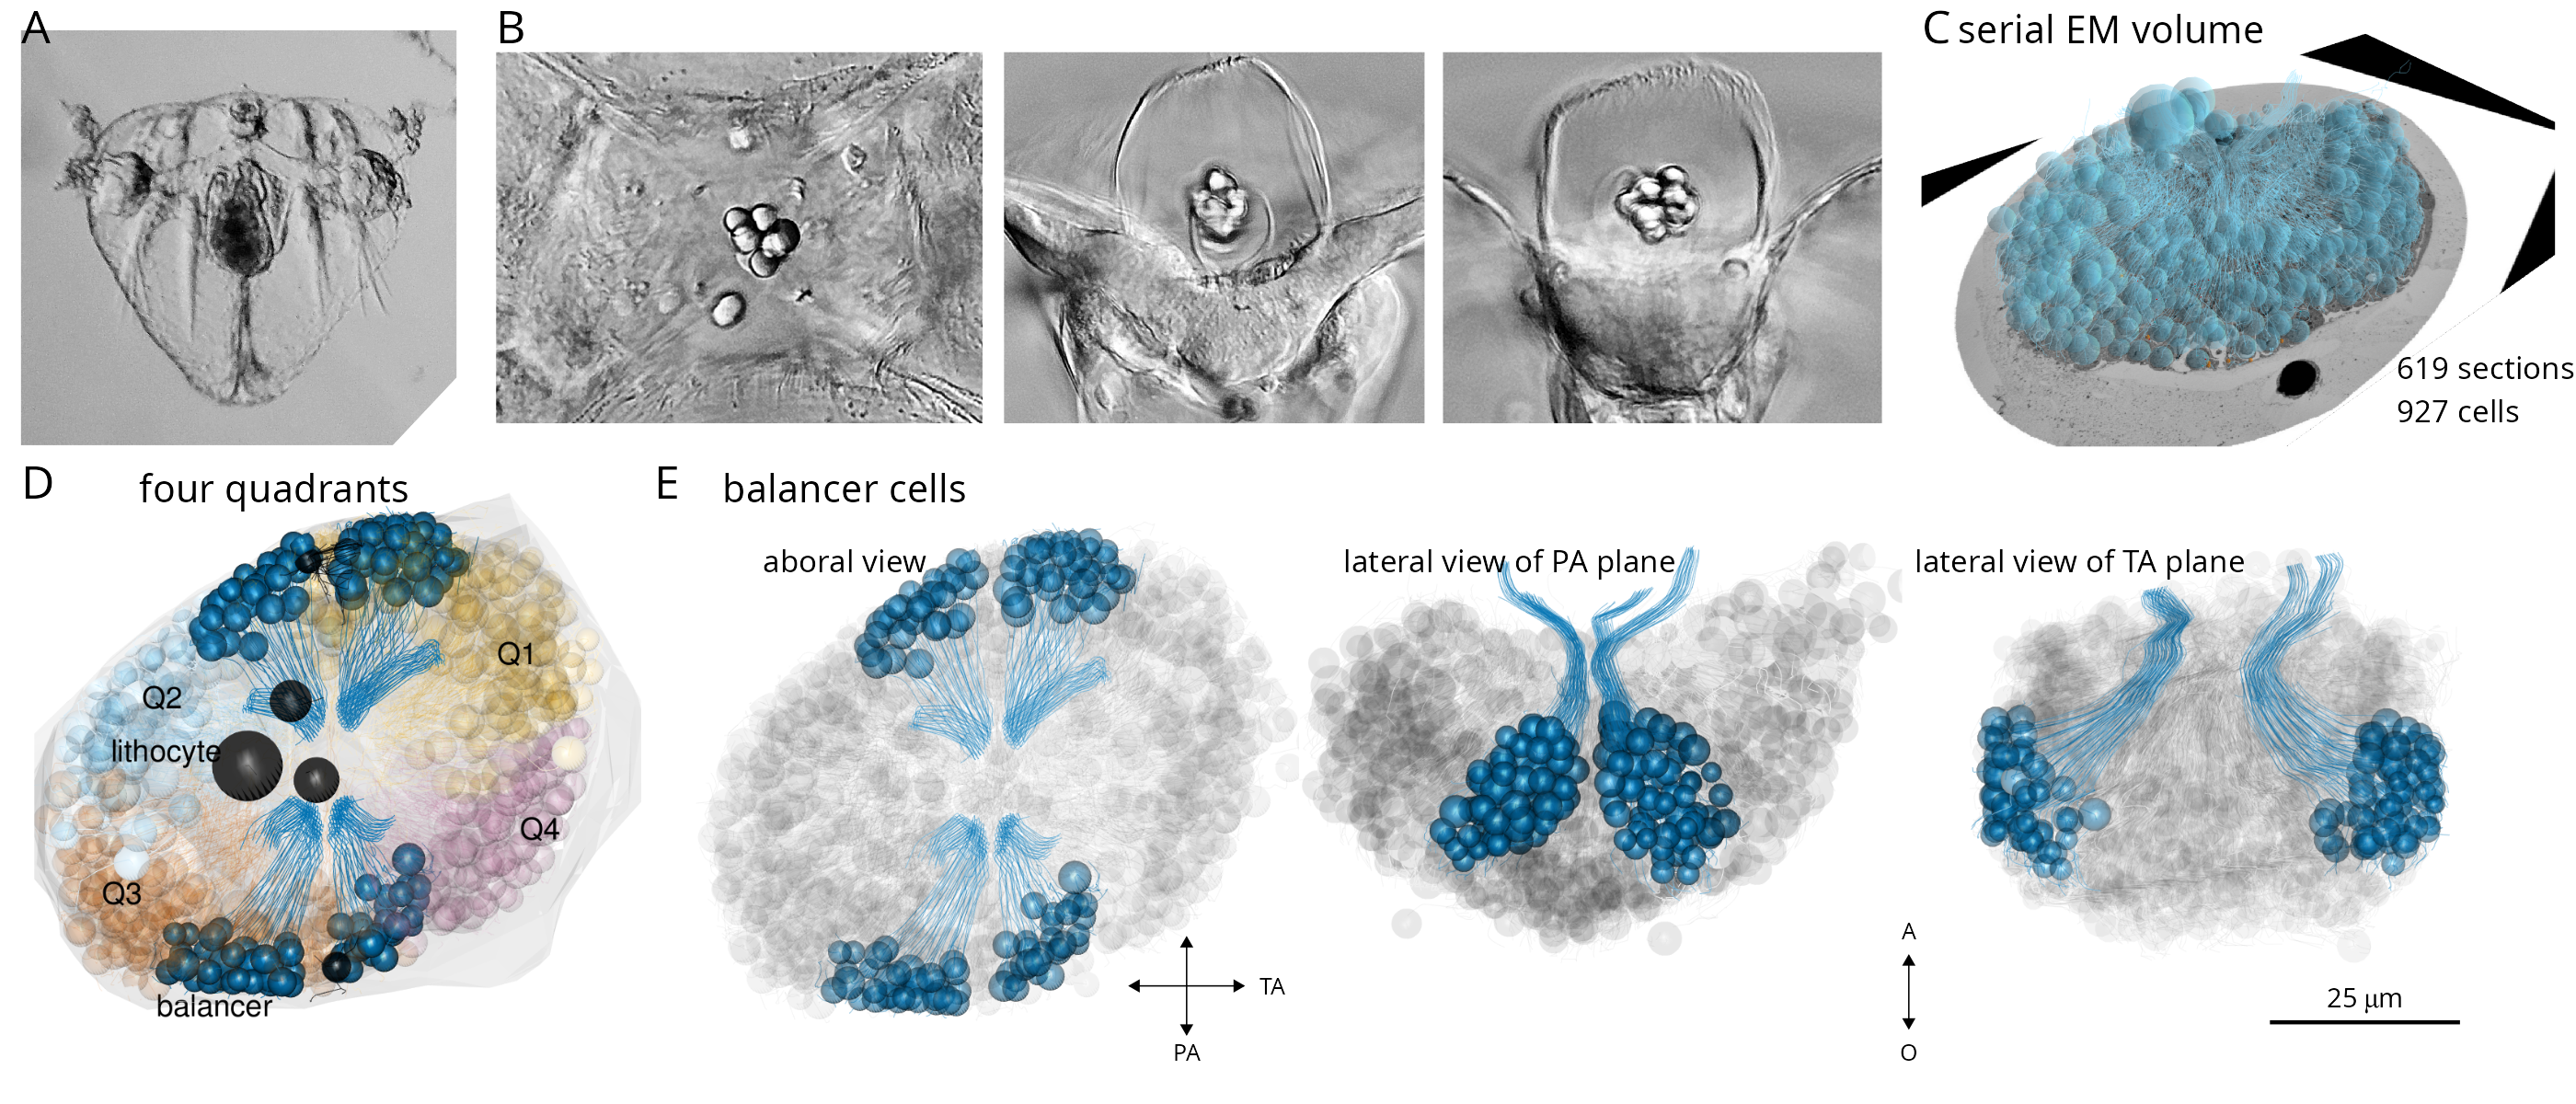 A
B
C serial EM volume
619 sections
927 cells
D four quadrants
Q1
Q2
lithocyte
Q4
Q3
balancer
E balancer cells
aboral view
lateral view of PA plane
lateral view of TA plane
TA
PA
A
O
25 μm